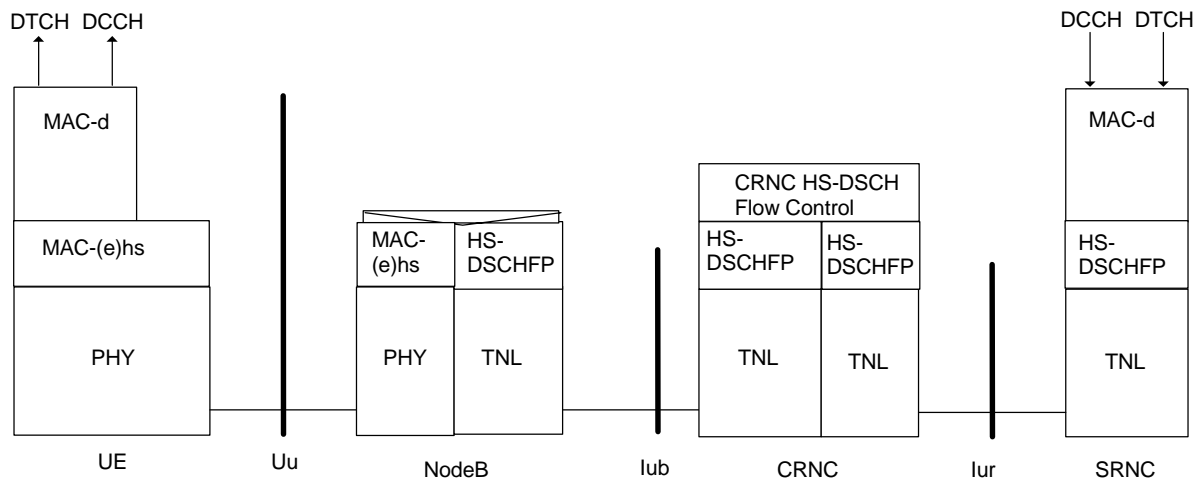 DTCH DCCH
DCCH DTCH
MAC-d
MAC-d
CRNC HS-DSCH
Flow Control
MAC-(e)hs
MAC-
(e)hs
HS-
DSCHFP
HS-
DSCHFP
HS-
DSCHFP
HS-
DSCHFP
PHY
PHY
TNL
TNL
TNL
TNL
UE
Uu
NodeB
Iub
CRNC
Iur
SRNC